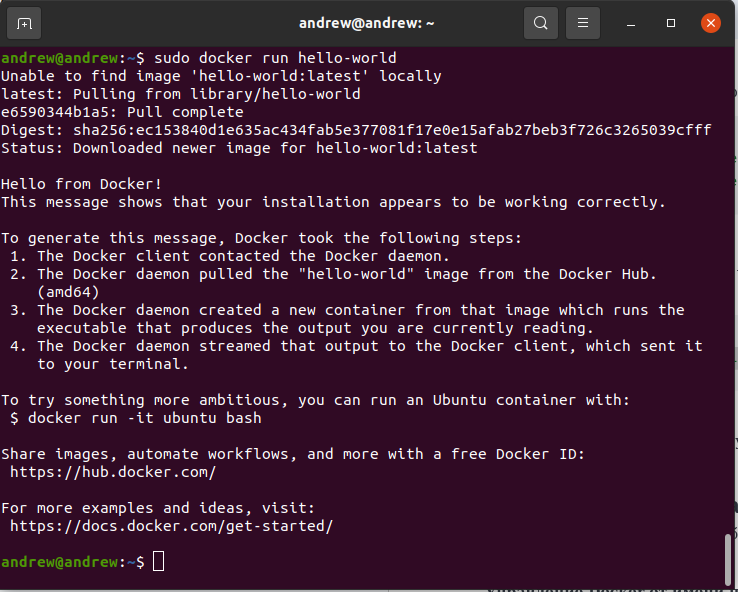 andrew@andrew: ~
andrew@andrew:~$ sudo docker run hello-world
Unable to find image 'hello-world:latest' locally
latest: Pulling from library/hello-world
e6590344b1a5: Pull complete
Digest: sha256:ec153840d1e635ac434fab5e377081f17e0e15afab27beb3f726c3265039cfff
Status: Downloaded newer image for hello-world:latest
Hello from Docker!
This message shows that your installation appears to be working correctly.
To generate this message, Docker took the following steps:
1. The Docker client contacted the Docker daemon.
2. The Docker daemon pulled the "hello-world" image from the Docker Hub.
(amd64)
3. The Docker daemon created a new container from that image which runs the
executable that produces the output you are currently reading.
4. The Docker daemon streamed that output to the Docker client, which sent it
to your terminal.
To try something more ambitious, you can run an Ubuntu container with:
$ docker run -it ubuntu bash
Share images, automate workflows, and more with a free Docker ID:
https://hub.docker.com/
For more examples and ideas, visit:
https://docs.docker.com/get-started/
andrew@andrew:~$